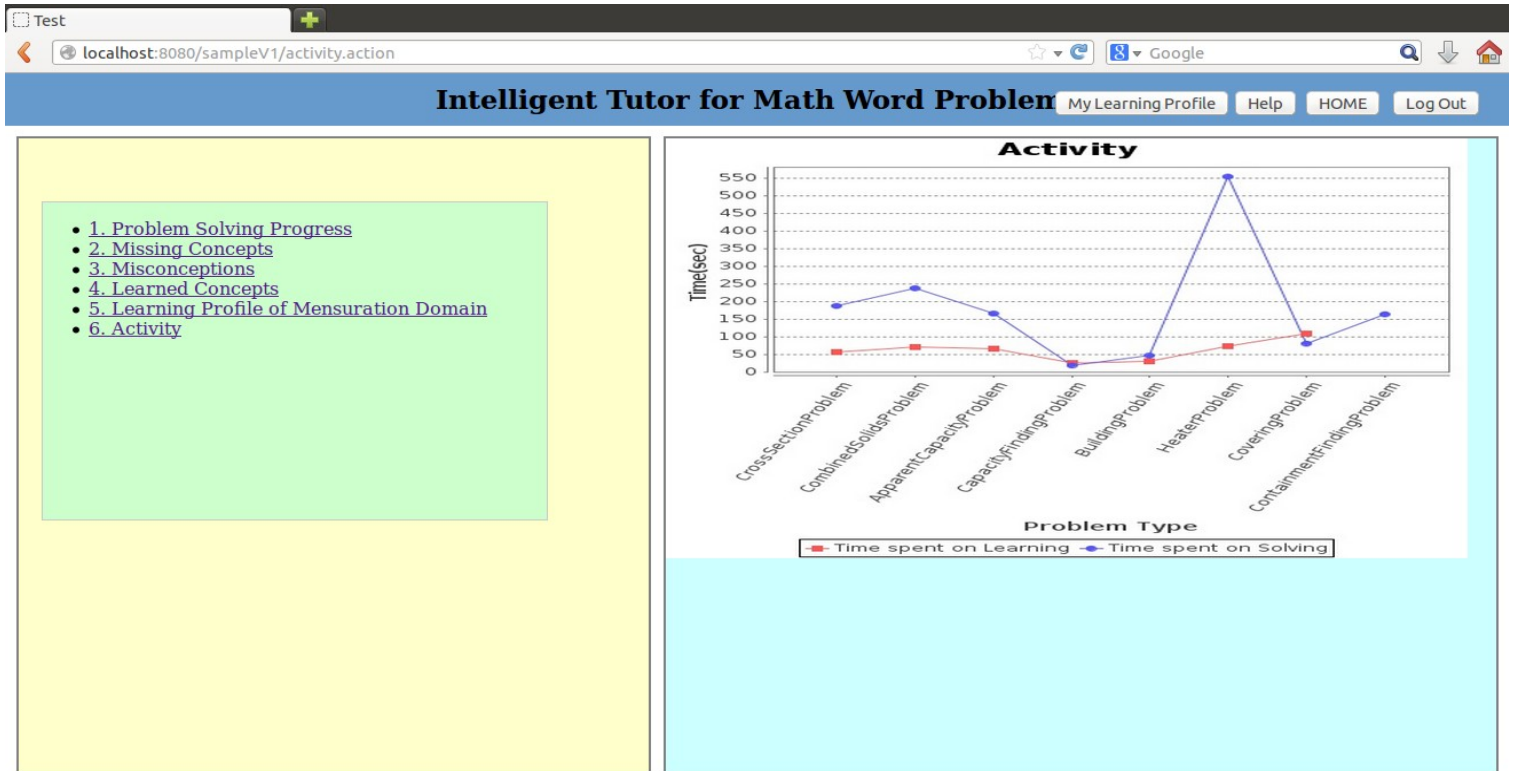 Test
localhost:8080/sampleV1/activity.action
Google
Intelligent Tutor for Math Word Problem
My Learning Profile
Help
HOME
Log Out
1. Problem Solving Progress
2. Missing Concepts
3. Misconceptions
4. Learned Concepts
5. Learning Profile of Mensuration Domain
6. Activity
Activity
Time(sec)
550
500
450
400
350
300
250
200
150
100
50
0
CrossSectionProblem
CombinedSolidsProblem
ApparentCapacityProblem
CapacityFindingProblem
BuildingProblem
HeaterProblem
CoveringProblem
ContainmentFindingProblem
Problem Type
Time spent on Learning
Time spent on Solving